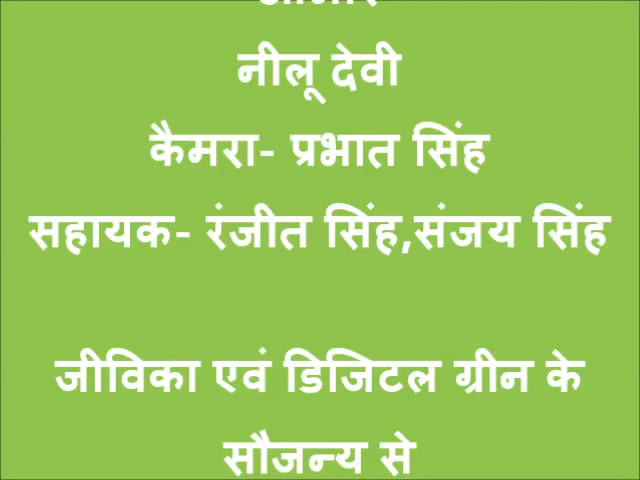 नीलू देवी
कैमरा- प्रभात सिंह
सहायक- रंजीत सिंह,संजय सिंह
जीविका एवं डिजिटल ग्रीन के
सौजन्य से